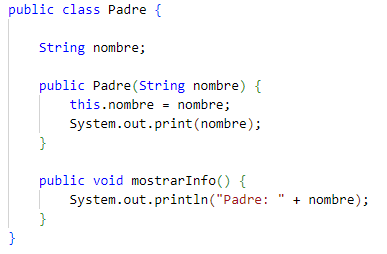 public class Padre {
String nombre;
public Padre(String nombre) {
this.nombre = nombre;
System.out.print(nombre);
}
public void mostrarInfo() {
System.out.println("Padre: " + nombre);
}
}